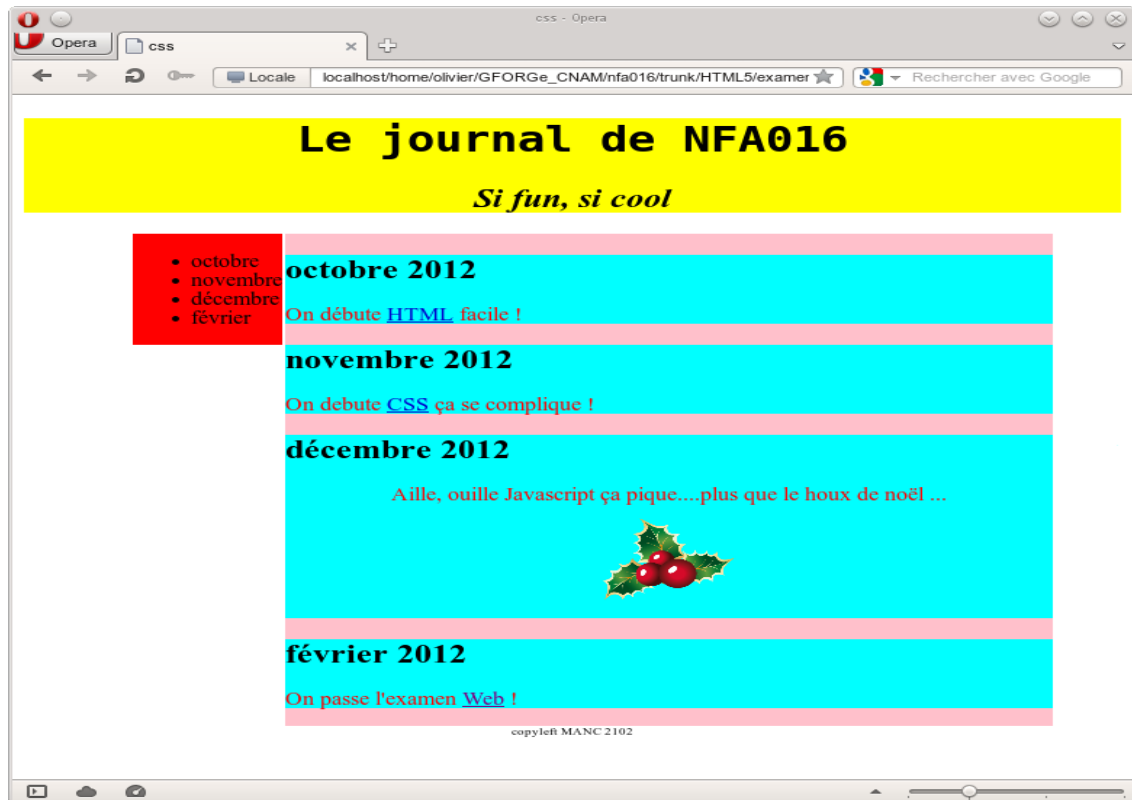 css - Opera
Opera
css
Locale
localhost/home/olivier/GFORGe_CNAM/nfa016/trunk/HTML5/examer
Rechercher avec Google
Le journal de NFA016
Si fun, si cool
octobre
novembre
décembre
février
octobre 2012
On débute HTML facile !
novembre 2012
On debute CSS ça se complique !
décembre 2012
Aille, ouille Javascript ça pique....plus que le houx de noël ...
février 2012
On passe l'examen Web !
copyleft MANC 2102